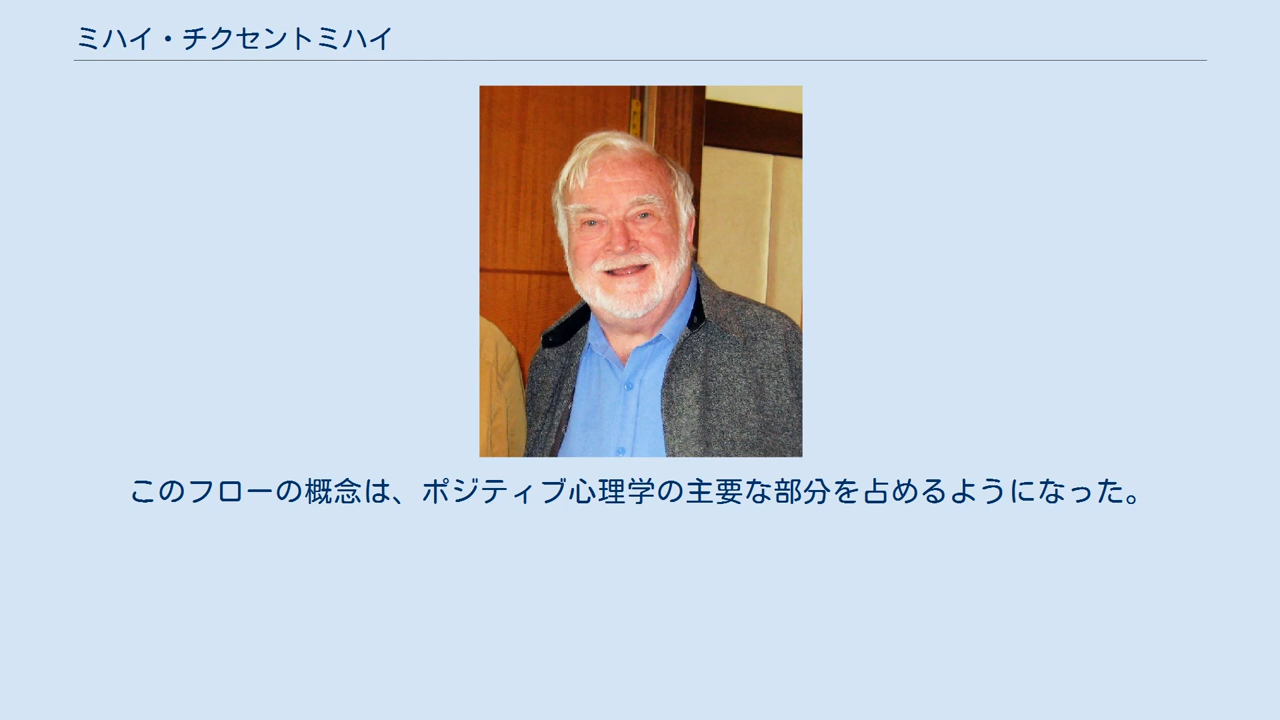 ミハイ・チクセントミハイ
このフローの概念は、ポジティブ心理学の主要な部分を占めるようになった。